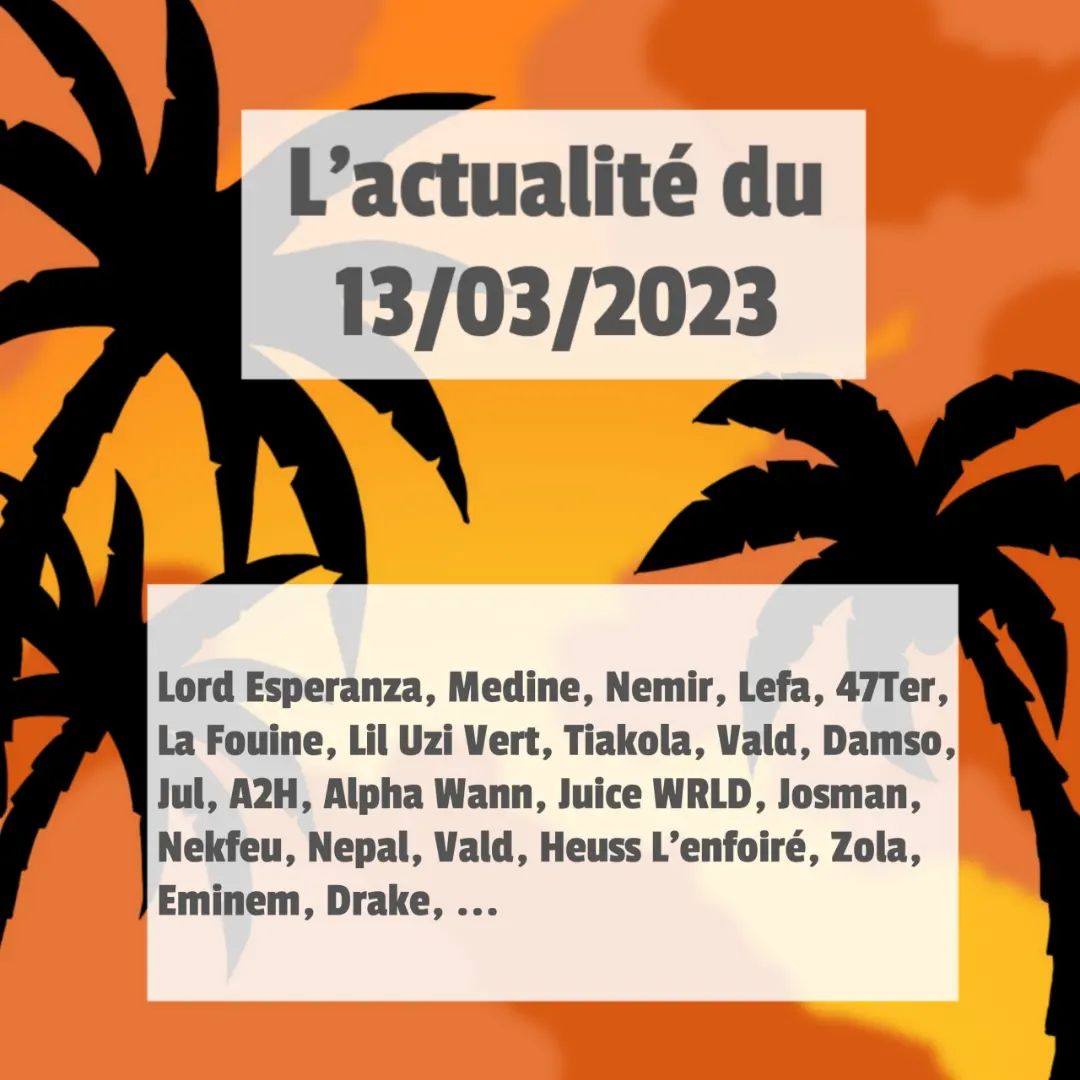 L’actualité du
13/03/2023
Lord Esperanza, Medine, Nemir, Lefa, 47Ter,
La Fouine, Lil Uzi Vert, Tiakola, Vald, Damso,
Jul, A2H, Alpha Wann, Juice WRLD, Josman,
Nekfeu, Nepal, Vald, Heuss L’enfoiré, Zola,
Eminem, Drake, ...